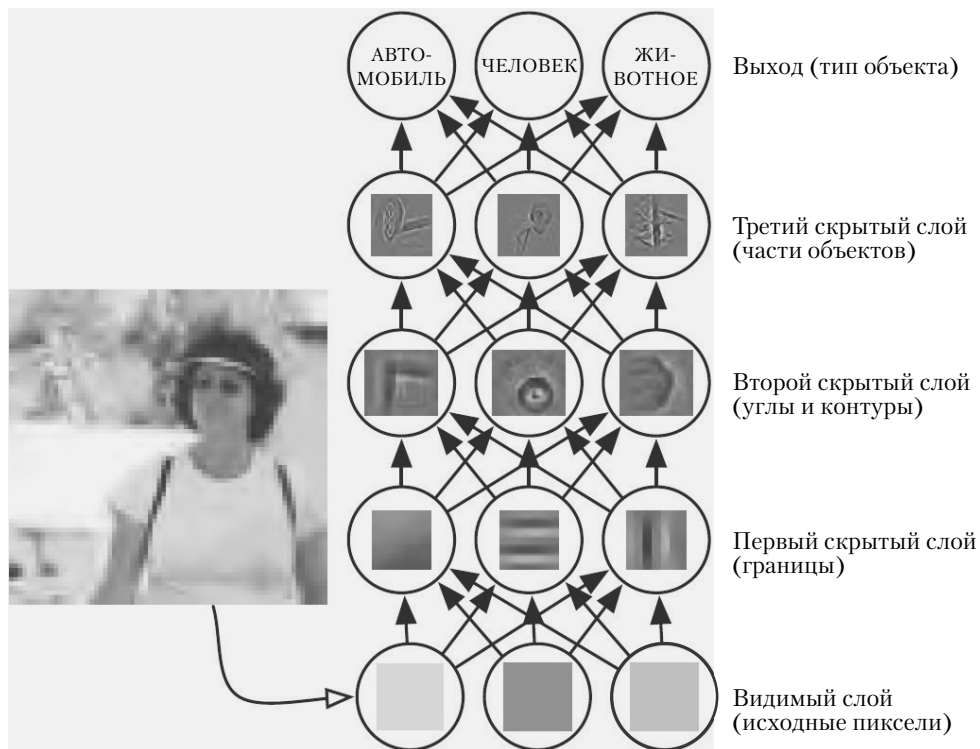 АВТО-
МОБИЛЬ
ЧЕЛОВЕК
ЖИ-
ВОТНОЕ
Выход (тип объекта)
Третий скрытый слой
(части объектов)
Второй скрытый слой
(углы и контуры)
Первый скрытый слой
(границы)
Видимый слой
(исходные пиксели)